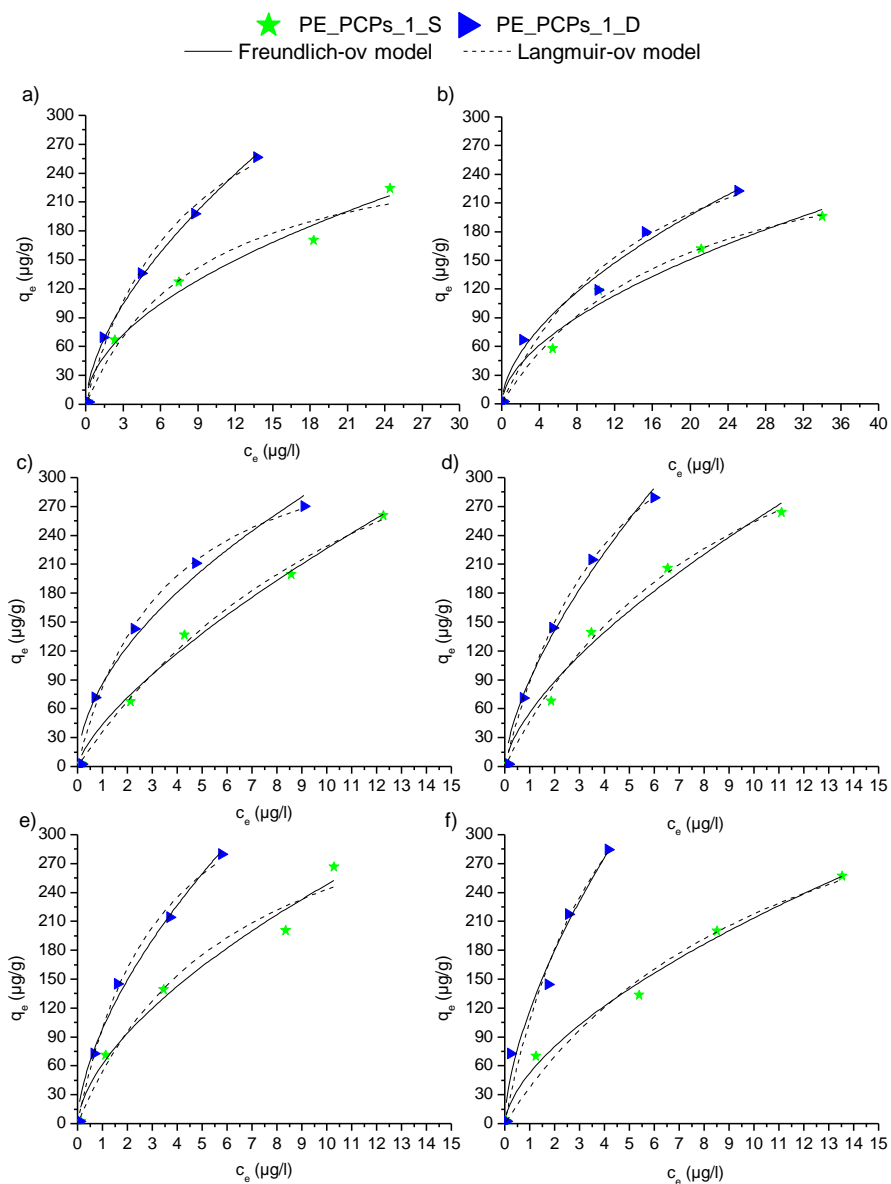 PE_PCPs_1_S PE_PCPs_1_D
Freundlich-ov model Langmuir-ov model
a) b)
300 300
270 270
240 240
210 210
180 180
150 150
120 120
90 90
60 60
30 30
0 0
qe (µg/g) qe (µg/g)
0 3 6 9 12 15 18 21 24 27 30 0 4 8 12 16 20 24 28 32 36 40
ce (µg/l) ce (µg/l)
c) d)
300 300
270 270
240 240
210 210
180 180
150 150
120 120
90 90
60 60
30 30
0 0
qe (µg/g) qe (µg/g)
0 1 2 3 4 5 6 7 8 9 10 11 12 13 14 15 0 1 2 3 4 5 6 7 8 9 10 11 12 13 14 15
ce (µg/l) ce (µg/l)
e) f)
300 300
270 270
240 240
210 210
180 180
150 150
120 120
90 90
60 60
30 30
0 0
qe (µg/g) qe (µg/g)
0 1 2 3 4 5 6 7 8 9 10 11 12 13 14 15 0 1 2 3 4 5 6 7 8 9 10 11 12 13 14 15
ce (µg/l) ce (µg/l)